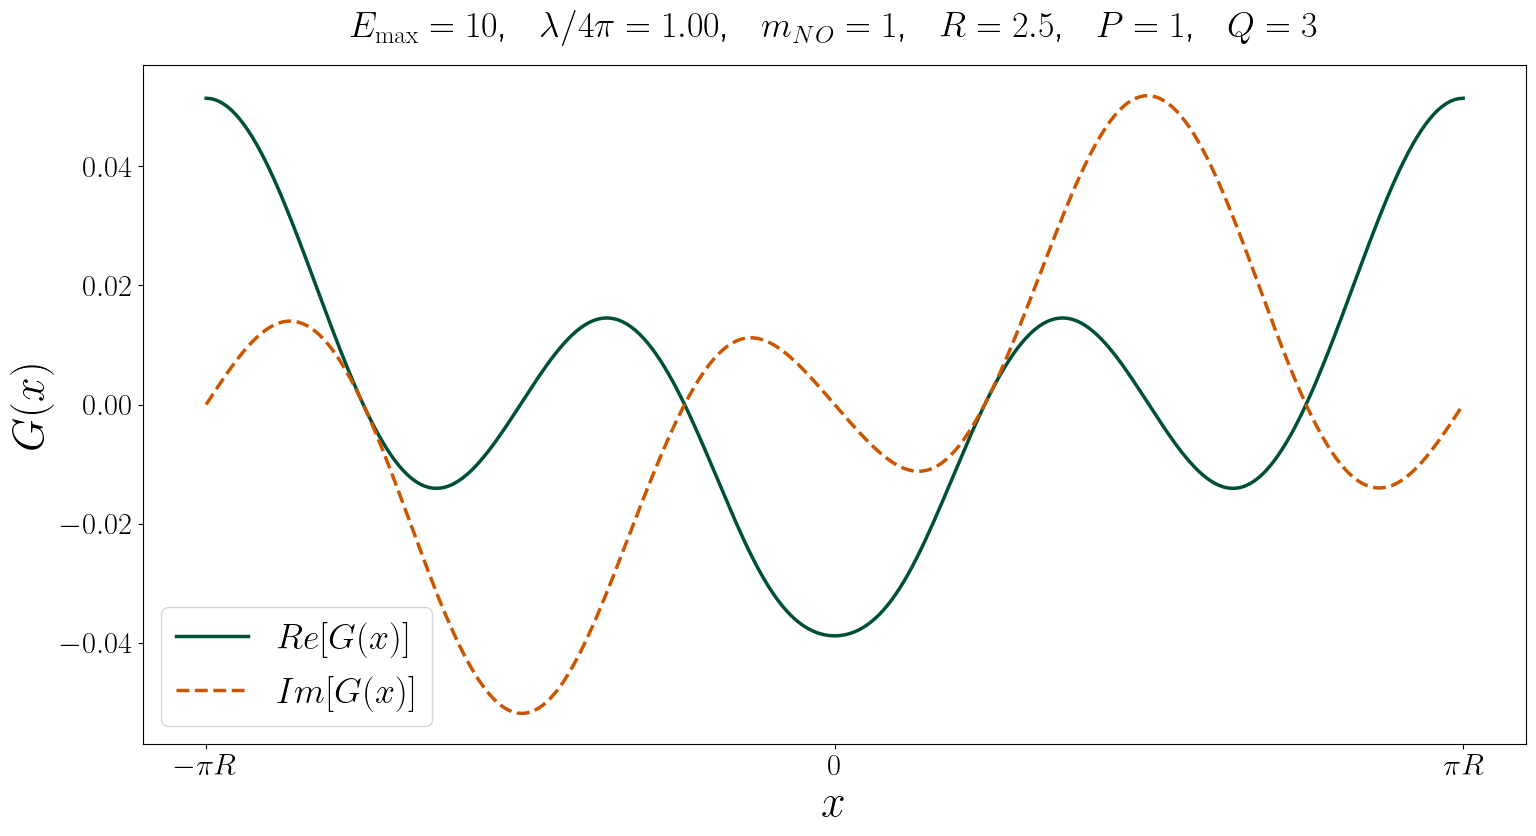 E_max = 10, λ/4π = 1.00, m_NO = 1, R = 2.5, P = 1, Q = 3
G(x)
0.04
0.02
0.00
−0.02
−0.04
Re[G(x)]
Im[G(x)]
−πR 0 πR
x